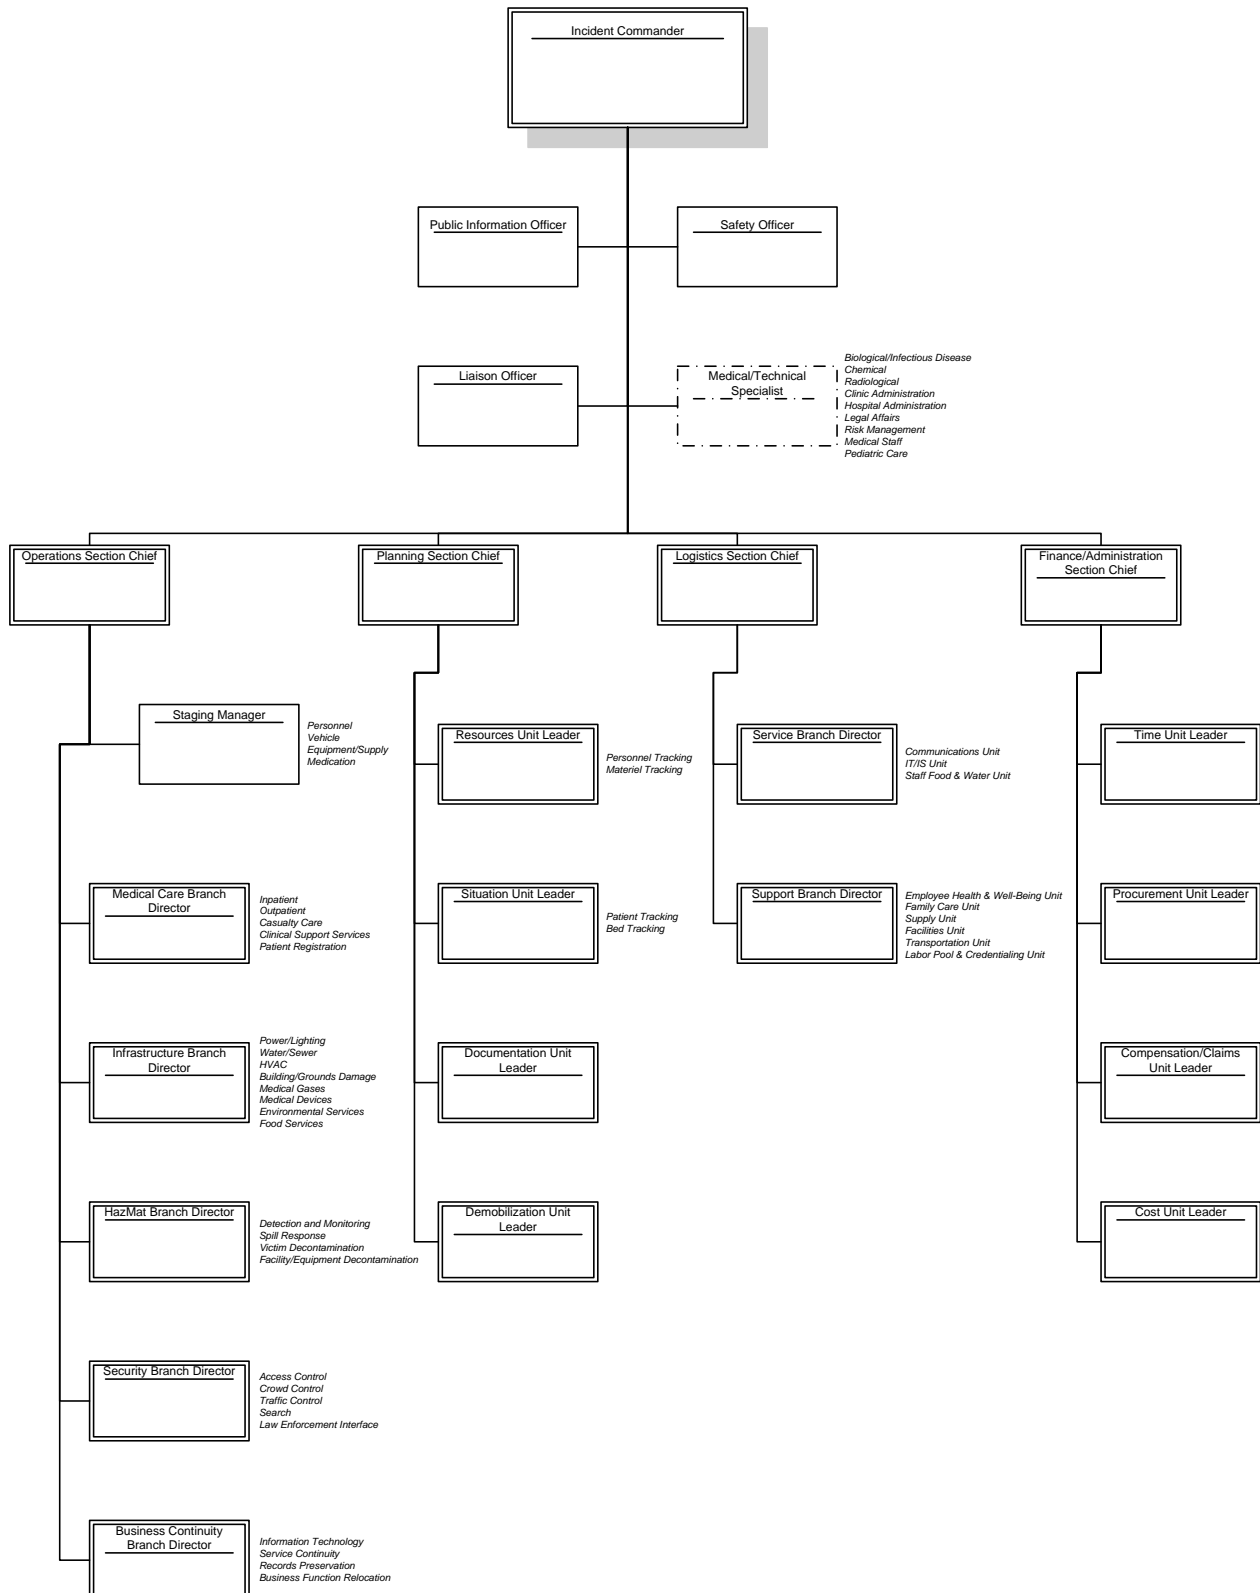 Incident Commander
Public Information Officer
Safety Officer
Liaison Officer
Medical/Technical
Specialist
Biological/Infectious Disease
Chemical
Radiological
Clinic Administration
Hospital Administration
Legal Affairs
Risk Management
Medical Staff
Pediatric Care
Operations Section Chief
Planning Section Chief
Logistics Section Chief
Finance/Administration
Section Chief
Staging Manager
Personnel
Vehicle
Equipment/Supply
Medication
Resources Unit Leader
Personnel Tracking
Materiel Tracking
Service Branch Director
Communications Unit
IT/IS Unit
Staff Food & Water Unit
Time Unit Leader
Medical Care Branch
Director
Inpatient
Outpatient
Casualty Care
Clinical Support Services
Patient Registration
Situation Unit Leader
Patient Tracking
Bed Tracking
Support Branch Director
Employee Health & Well-Being Unit
Family Care Unit
Supply Unit
Facilities Unit
Transportation Unit
Labor Pool & Credentialing Unit
Procurement Unit Leader
Infrastructure Branch
Director
Power/Lighting
Water/Sewer
HVAC
Building/Grounds Damage
Medical Gases
Medical Devices
Environmental Services
Food Services
Documentation Unit
Leader
Compensation/Claims
Unit Leader
HazMat Branch Director
Detection and Monitoring
Spill Response
Victim Decontamination
Facility/Equipment Decontamination
Demobilization Unit
Leader
Cost Unit Leader
Security Branch Director
Access Control
Crowd Control
Traffic Control
Search
Law Enforcement Interface
Business Continuity
Branch Director
Information Technology
Service Continuity
Records Preservation
Business Function Relocation